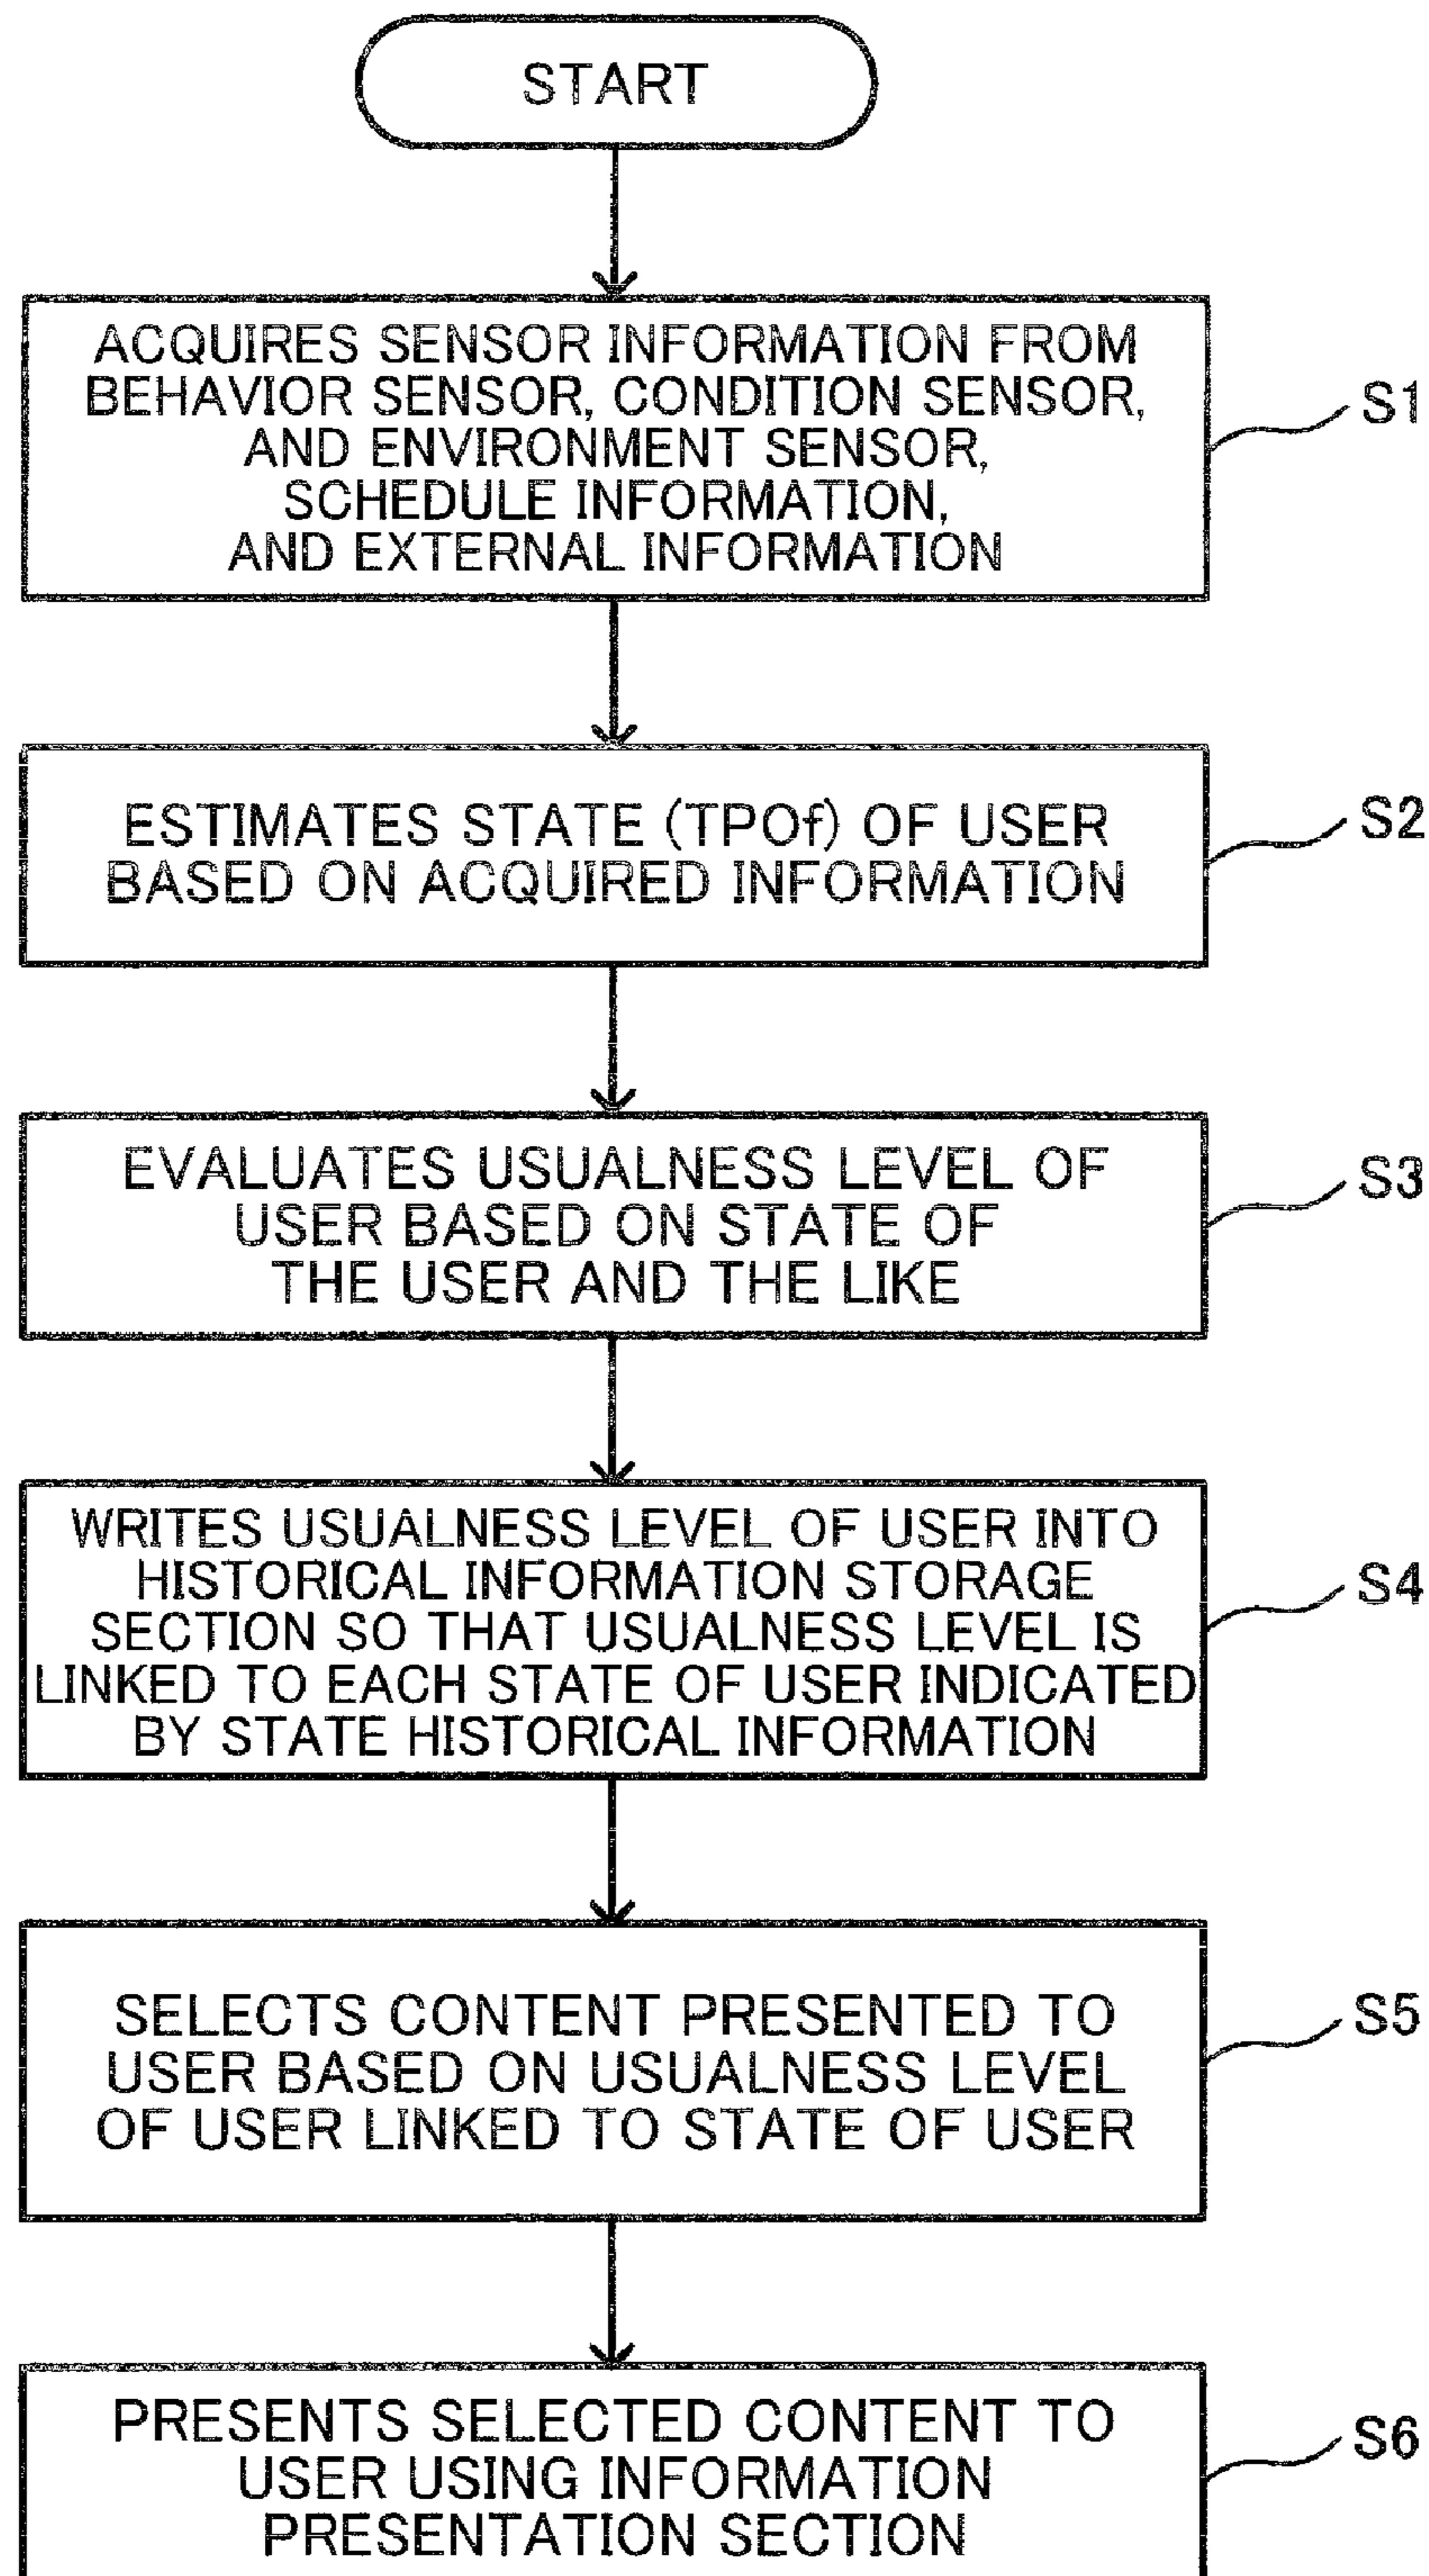 START
ACQUIRES SENSOR INFORMATION FROM
BEHAVIOR SENSOR, CONDITION SENSOR,
AND ENVIRONMENT SENSOR,
SCHEDULE INFORMATION,
AND EXTERNAL INFORMATION
S1
ESTIMATES STATE (TPOf) OF USER
BASED ON ACQUIRED INFORMATION
S2
EVALUATES USUALNESS LEVEL OF
USER BASED ON STATE OF
THE USER AND THE LIKE
S3
WRITES USUALNESS LEVEL OF USER INTO
HISTORICAL INFORMATION STORAGE
SECTION SO THAT USUALNESS LEVEL IS
LINKED TO EACH STATE OF USER INDICATED
BY STATE HISTORICAL INFORMATION
S4
SELECTS CONTENT PRESENTED TO
USER BASED ON USUALNESS LEVEL
OF USER LINKED TO STATE OF USER
S5
PRESENTS SELECTED CONTENT TO
USER USING INFORMATION
PRESENTATION SECTION
S6